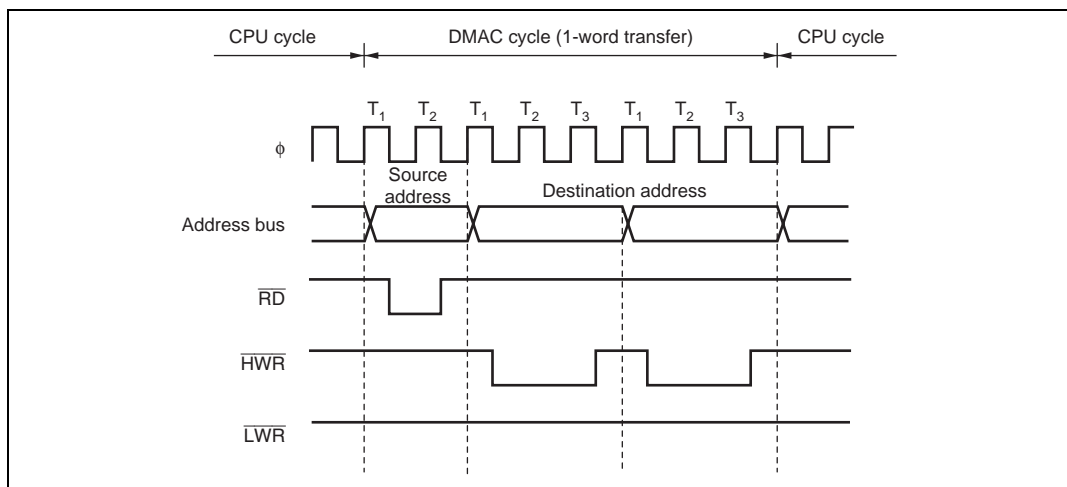 CPU cycle DMAC cycle (1-word transfer) CPU cycle
T1 T2 T1 T2 T3 T1 T2 T3
ϕ
Source
address Destination address
Address bus
RD
HWR
LWR